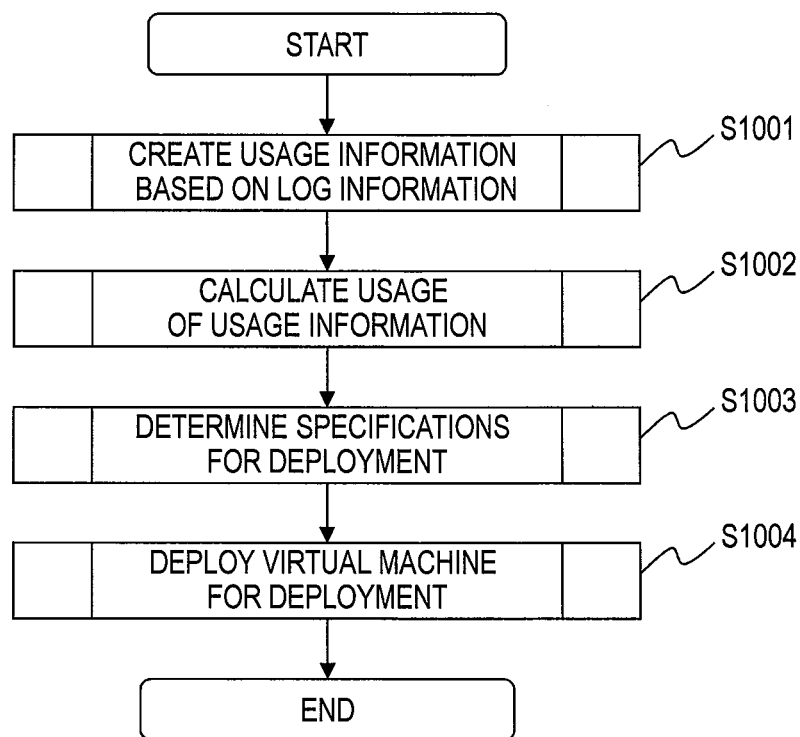 START
CREATE USAGE INFORMATION
BASED ON LOG INFORMATION
S1001
CALCULATE USAGE
OF USAGE INFORMATION
S1002
DETERMINE SPECIFICATIONS
FOR DEPLOYMENT
S1003
DEPLOY VIRTUAL MACHINE
FOR DEPLOYMENT
S1004
END